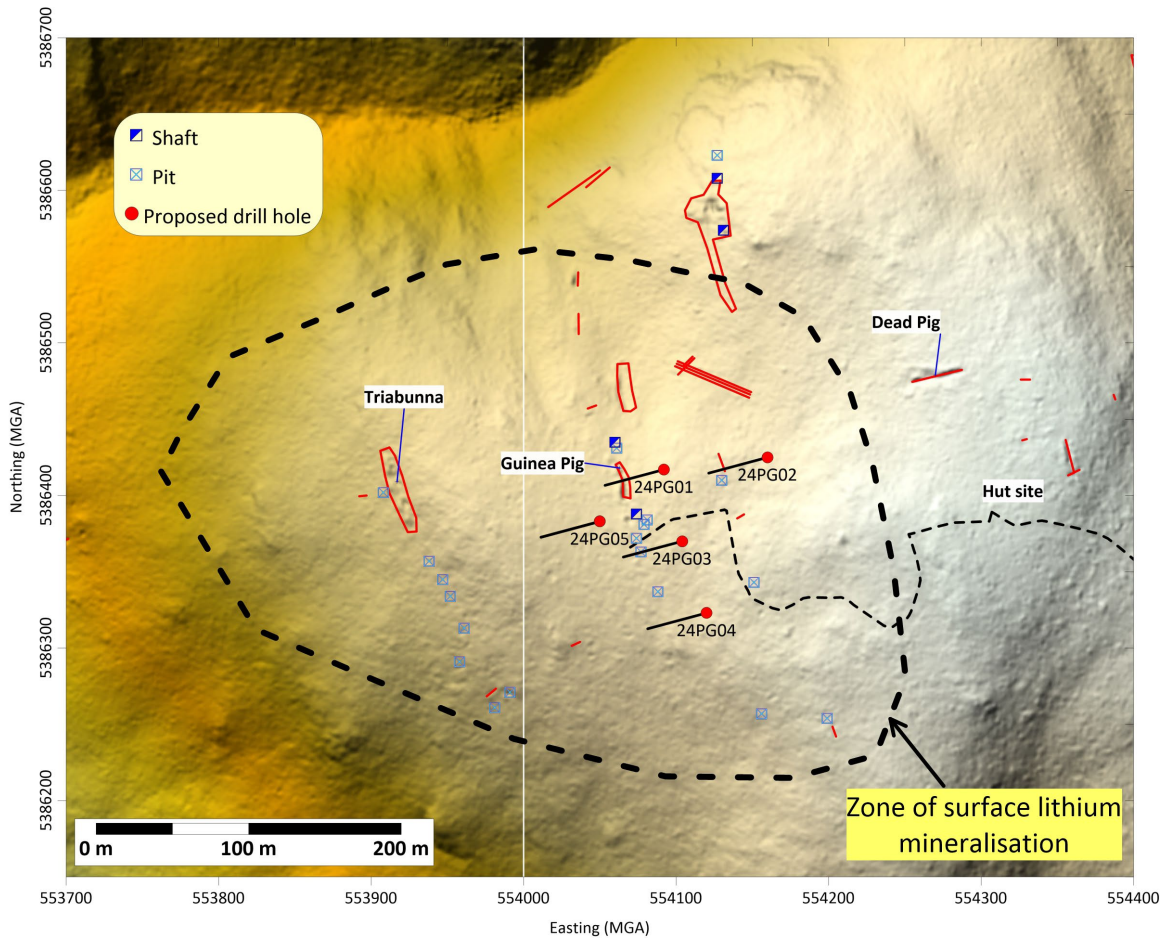 5386700
5386600
5386500
5386400
5386300
5386200
Northing (MGA)
Shaft
Pit
Proposed drill hole
Dead Pig
Triabunna
Guinea Pig
24PG01
24PG02
Hut site
24PG05
24PG03
24PG04
Zone of surface lithium
mineralisation
0 m
100 m
200 m
553700
553800
553900
554000
554100
554200
554300
554400
Easting (MGA)